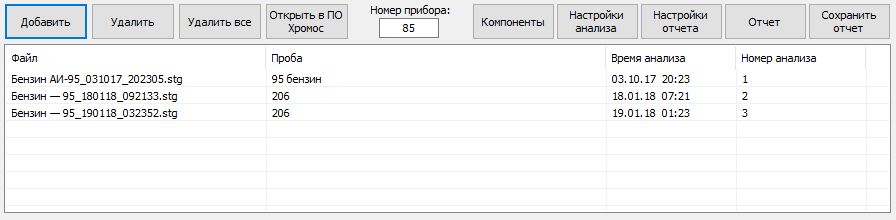 Добавить Удалить Удалить все Открыть в ПО Хромос Номер прибора: 85 Компоненты Настройки анализа Настройки отчета Отчет Сохранить отчет
Файл Проба Время анализа Номер анализа
Бензин АИ-95_031017_202305.stg 95 бензин 03.10.17 20:23 1
Бензин — 95_180118_092133.stg 206 18.01.18 07:21 2
Бензин — 95_190118_032352.stg 206 19.01.18 01:23 3